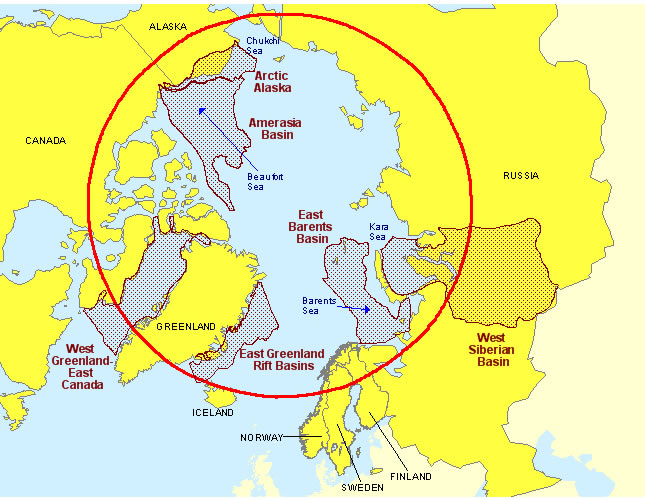 ALASKA
Chukchi
Sea
Arctic
Alaska
Amerasia
Basin
CANADA
Beaufort
Sea
RUSSIA
East
Barents
Basin
Kara
Sea
Barents
Sea
GREENLAND
West
Greenland-
East
Canada
East Greenland
Rift Basins
West
Siberian
Basin
ICELAND
NORWAY
FINLAND
SWEDEN